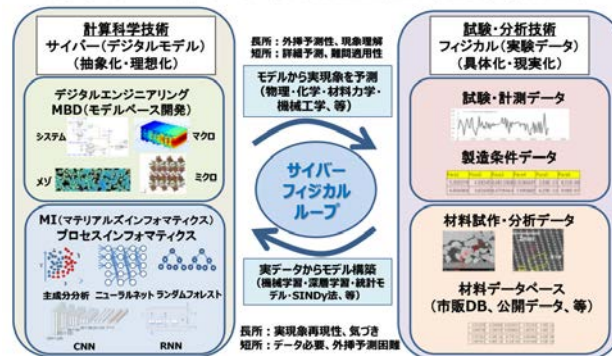 計算科学技術
サイバー(デジタルモデル)
(抽象化・理想化)
デジタルエンジニアリング
MBD(モデルベース開発)
システム
マクロ
メゾ
ミクロ
MI(マテリアルズインフォマティクス)
プロセスインフォマティクス
主成分分析 ニューラルネット ランダムフォレスト
CNN
RNN
長所:外挿予測性、現象理解
短所:詳細予測、難問適用性
モデルから実現象を予測
(物理・化学・材料力学・
機械工学、等)
サイバー
フィジカル
ループ
実データからモデル構築
(機械学習・深層学習・統計モ
デル・SINDy法、等)
長所:実現象再現性、気づき
短所:データ必要、外挿予測困難
試験・分析技術
フィジカル(実験データ)
(具体化・現実化)
試験・計測データ
製造条件データ
材料試作・分析データ
材料データベース
(市販DB、公開データ、等)